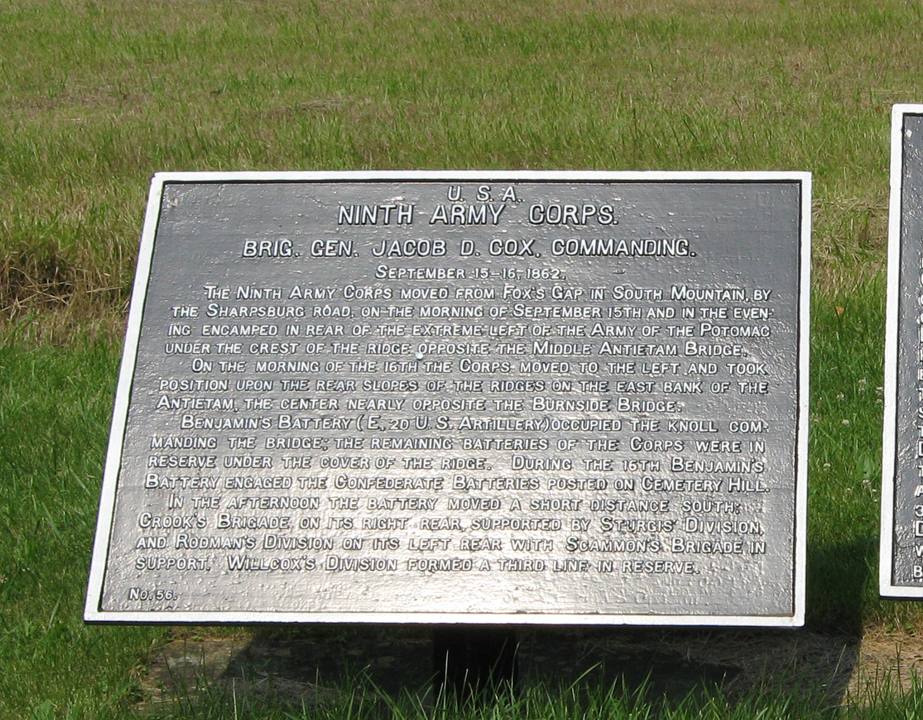 U. S. A.
NINTH ARMY CORPS.
BRIG. GEN. JACOB D. COX, COMMANDING.
SEPTEMBER 15-16, 1862.
THE NINTH ARMY CORPS MOVED FROM FOX'S GAP IN SOUTH MOUNTAIN, BY
THE SHARPSBURG ROAD, ON THE MORNING OF SEPTEMBER 15TH AND IN THE EVEN-
ING ENCAMPED IN REAR OF THE EXTREME LEFT OF THE ARMY OF THE POTOMAC
UNDER THE CREST OF THE RIDGE OPPOSITE THE MIDDLE ANTIETAM BRIDGE.
ON THE MORNING OF THE 16TH THE CORPS MOVED TO THE LEFT AND TOOK
POSITION UPON THE REAR SLOPES OF THE RIDGES ON THE EAST BANK OF THE
ANTIETAM, THE CENTER NEARLY OPPOSITE THE BURNSIDE BRIDGE.
BENJAMIN'S BATTERY (E, 2D U. S. ARTILLERY) OCCUPIED THE KNOLL COM-
MANDING THE BRIDGE; THE REMAINING BATTERIES OF THE CORPS WERE IN
RESERVE UNDER THE COVER OF THE RIDGE. DURING THE 16TH BENJAMIN'S
BATTERY ENGAGED THE CONFEDERATE BATTERIES POSTED ON CEMETERY HILL.
IN THE AFTERNOON THE BATTERY MOVED A SHORT DISTANCE SOUTH;
CROOK'S BRIGADE ON ITS RIGHT REAR, SUPPORTED BY STURGIS' DIVISION,
AND RODMAN'S DIVISION ON ITS LEFT REAR WITH SCAMMON'S BRIGADE IN
SUPPORT. WILLCOX'S DIVISION FORMED A THIRD LINE IN RESERVE.
No. 56.